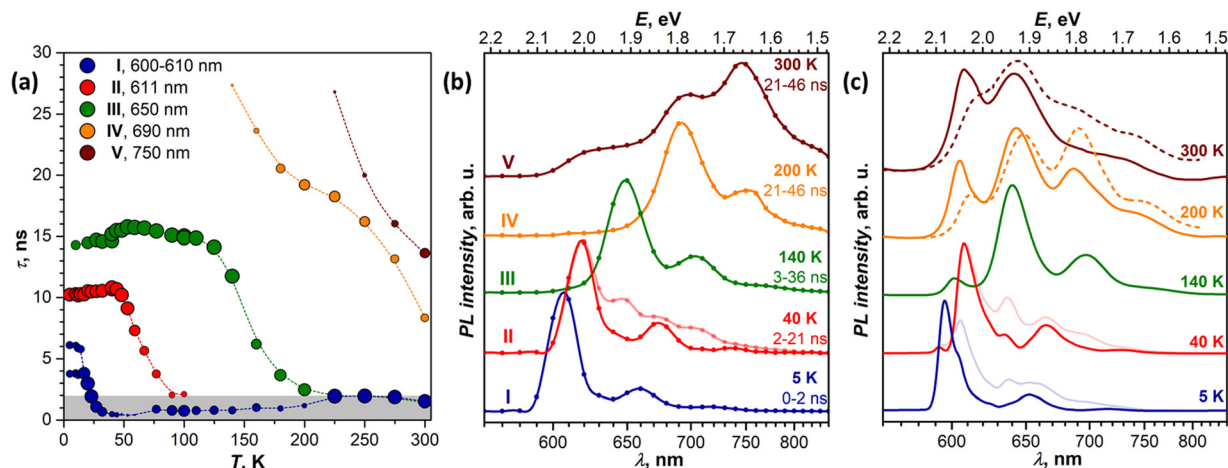 (a)
τ, ns
30
25
20
15
10
5
0
I, 600-610 nm
II, 611 nm
III, 650 nm
IV, 690 nm
V, 750 nm
0 50 100 150 200 250 300
T, K
(b)
E, eV
2.2 2.1 2.0 1.9 1.8 1.7 1.6 1.5
PL intensity, arb. u.
300 K
21-46 ns
V
200 K
21-46 ns
IV
140 K
3-36 ns
III
40 K
2-21 ns
II
5 K
0-2 ns
I
600 650 700 750 800
λ, nm
(c)
E, eV
2.2 2.1 2.0 1.9 1.8 1.7 1.6 1.5
PL intensity, arb. u.
300 K
200 K
140 K
40 K
5 K
600 650 700 750 800
λ, nm